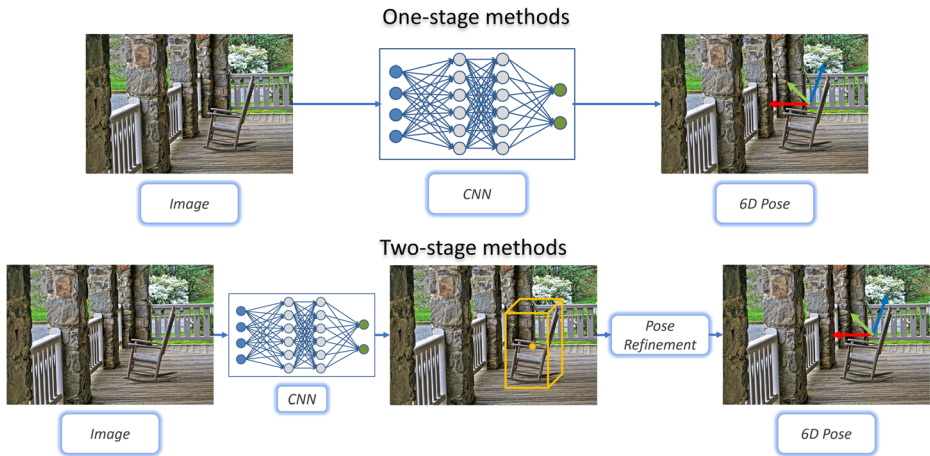 One-stage methods
Image
CNN
6D Pose
Two-stage methods
Pose
Refinement
CNN
Image
6D Pose